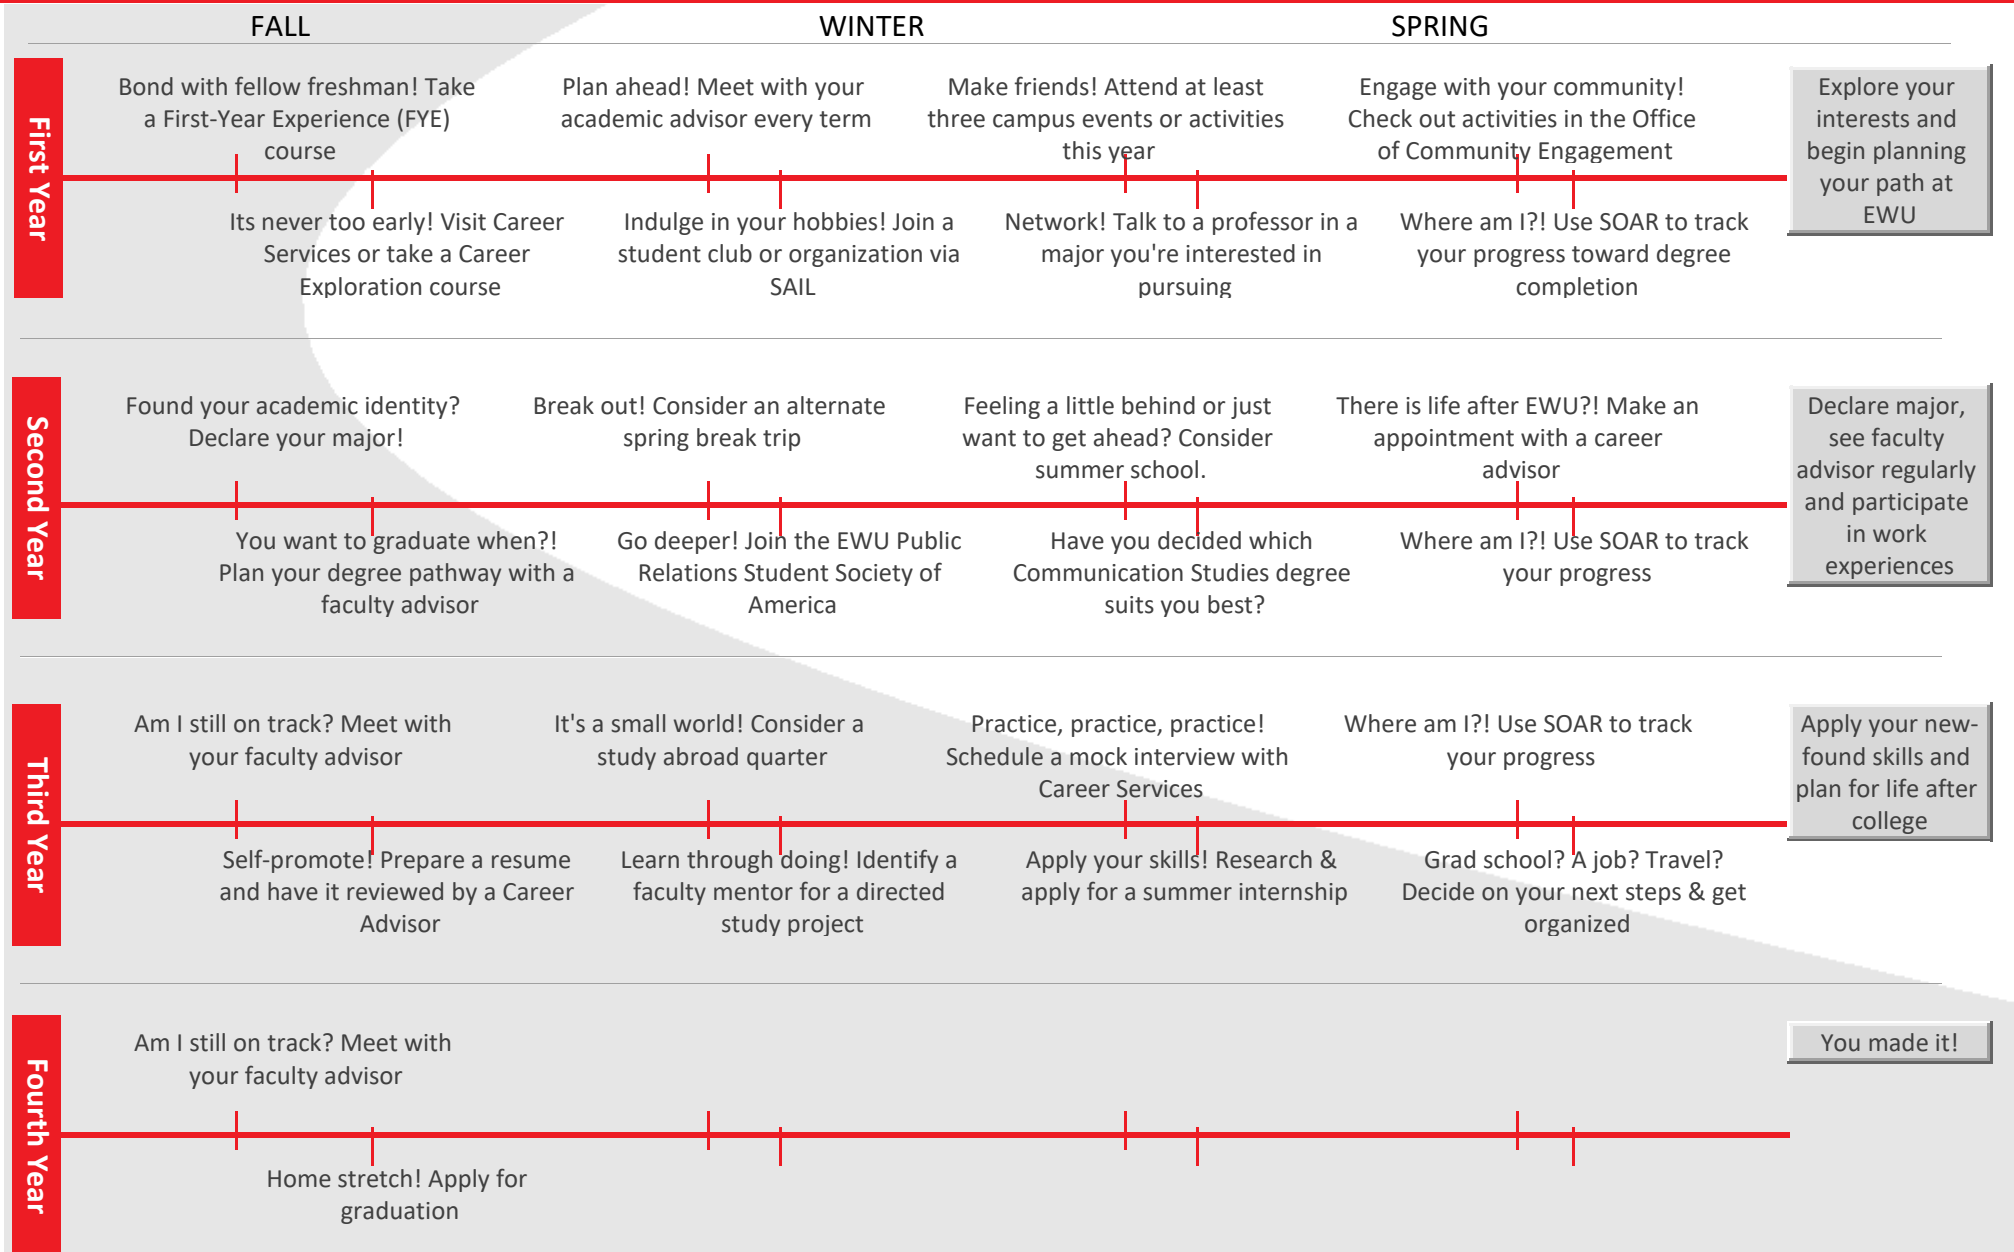 FALL
WINTER
SPRING
First Year
Bond with fellow freshman! Take
a First-Year Experience (FYE)
course
Plan ahead! Meet with your
academic advisor every term
Make friends! Attend at least
three campus events or activities
this year
Engage with your community!
Check out activities in the Office
of Community Engagement
Its never too early! Visit Career
Services or take a Career
Exploration course
Indulge in your hobbies! Join a
student club or organization via
SAIL
Network! Talk to a professor in a
major you're interested in
pursuing
Where am I?! Use SOAR to track
your progress toward degree
completion
Explore your
interests and
begin planning
your path at
EWU
Second Year
Found your academic identity?
Declare your major!
Break out! Consider an alternate
spring break trip
Feeling a little behind or just
want to get ahead? Consider
summer school.
There is life after EWU?! Make an
appointment with a career
advisor
You want to graduate when?!
Plan your degree pathway with a
faculty advisor
Go deeper! Join the EWU Public
Relations Student Society of
America
Have you decided which
Communication Studies degree
suits you best?
Where am I?! Use SOAR to track
your progress
Declare major,
see faculty
advisor regularly
and participate
in work
experiences
Third Year
Am I still on track? Meet with
your faculty advisor
It's a small world! Consider a
study abroad quarter
Practice, practice, practice!
Schedule a mock interview with
Career Services
Where am I?! Use SOAR to track
your progress
Self-promote! Prepare a resume
and have it reviewed by a Career
Advisor
Learn through doing! Identify a
faculty mentor for a directed
study project
Apply your skills! Research &
apply for a summer internship
Grad school? A job? Travel?
Decide on your next steps & get
organized
Apply your new-
found skills and
plan for life after
college
Fourth Year
Am I still on track? Meet with
your faculty advisor
Home stretch! Apply for
graduation
You made it!